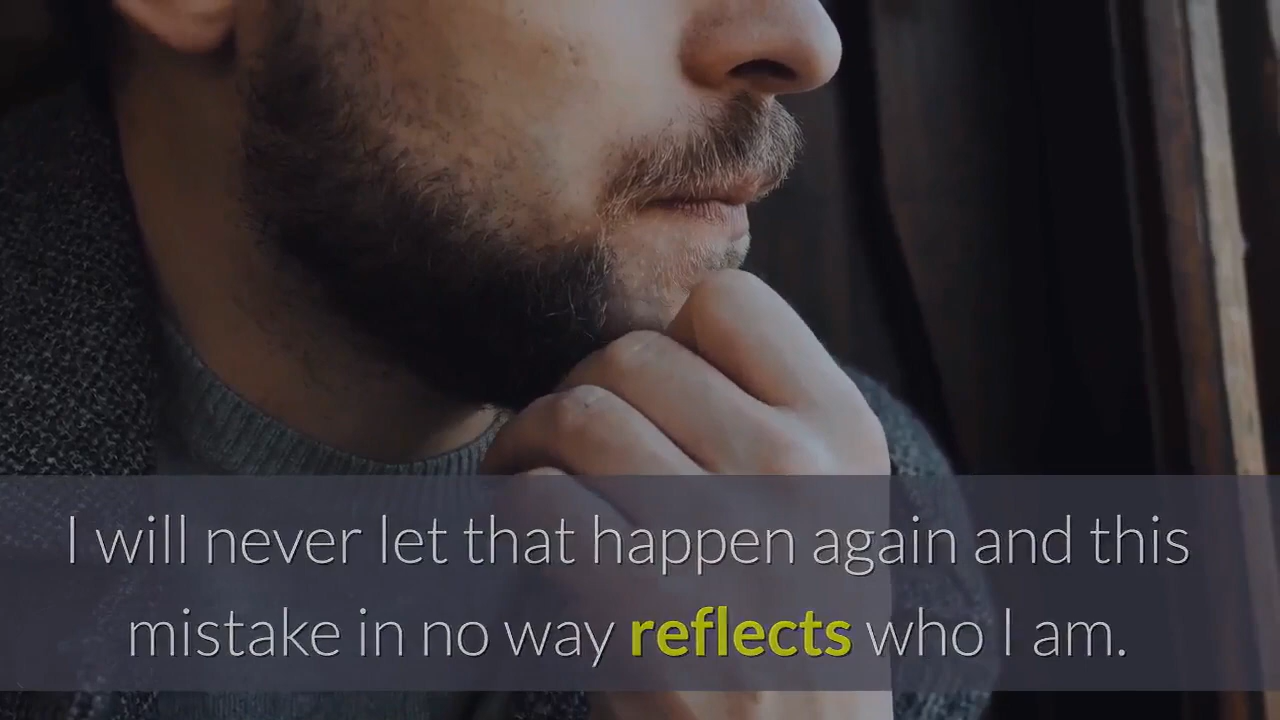 I will never let that happen again and this
mistake in no way reflects who I am.